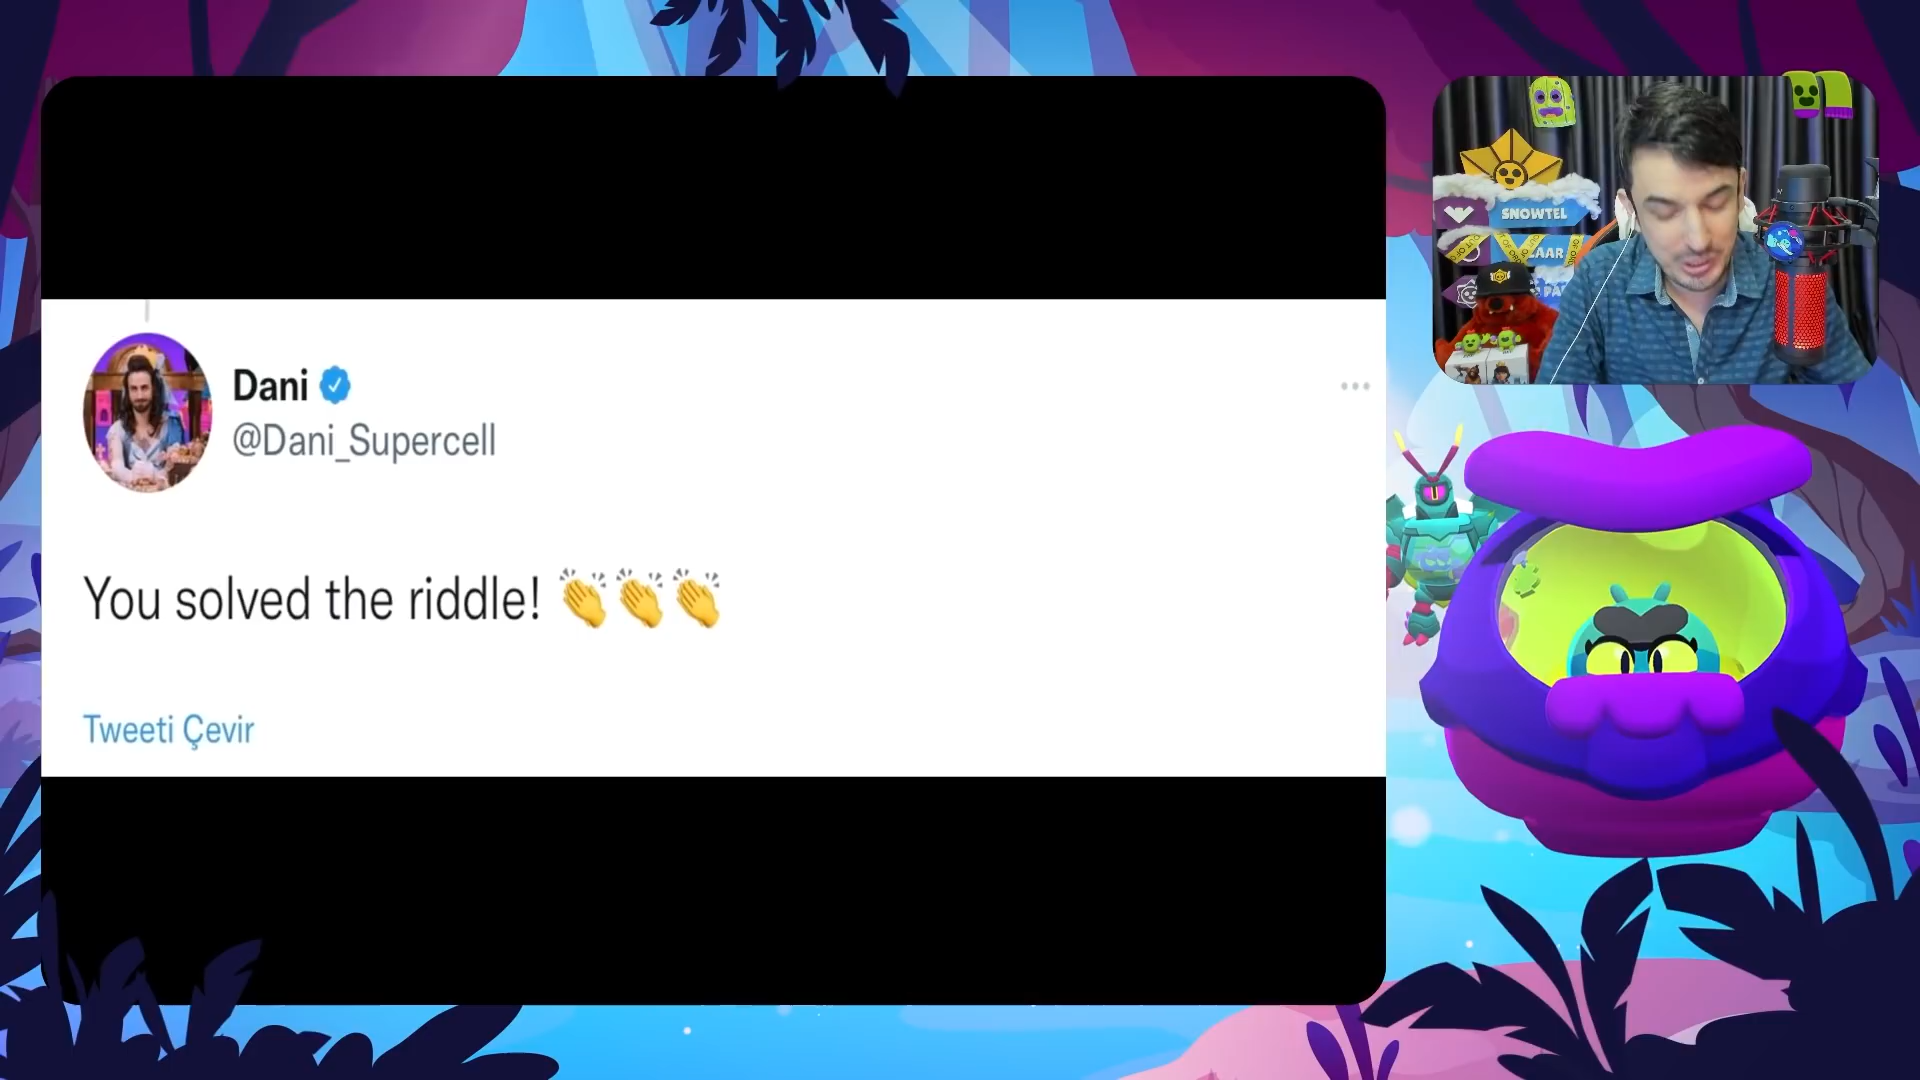 Dani
@Dani_Supercell
You solved the riddle! 👏👏👏
Tweeti Çevir
SNOWTEL